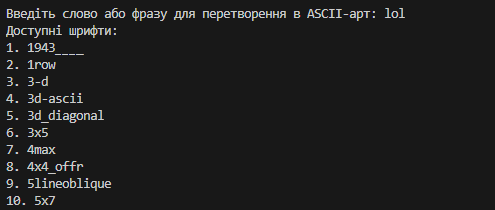 Введіть слово або фразу для перетворення в ASCII-арт: lol
Доступні шрифти:
1. 1943____
2. 1row
3. 3-d
4. 3d-ascii
5. 3d_diagonal
6. 3x5
7. 4max
8. 4x4_offr
9. 5lineoblique
10. 5x7